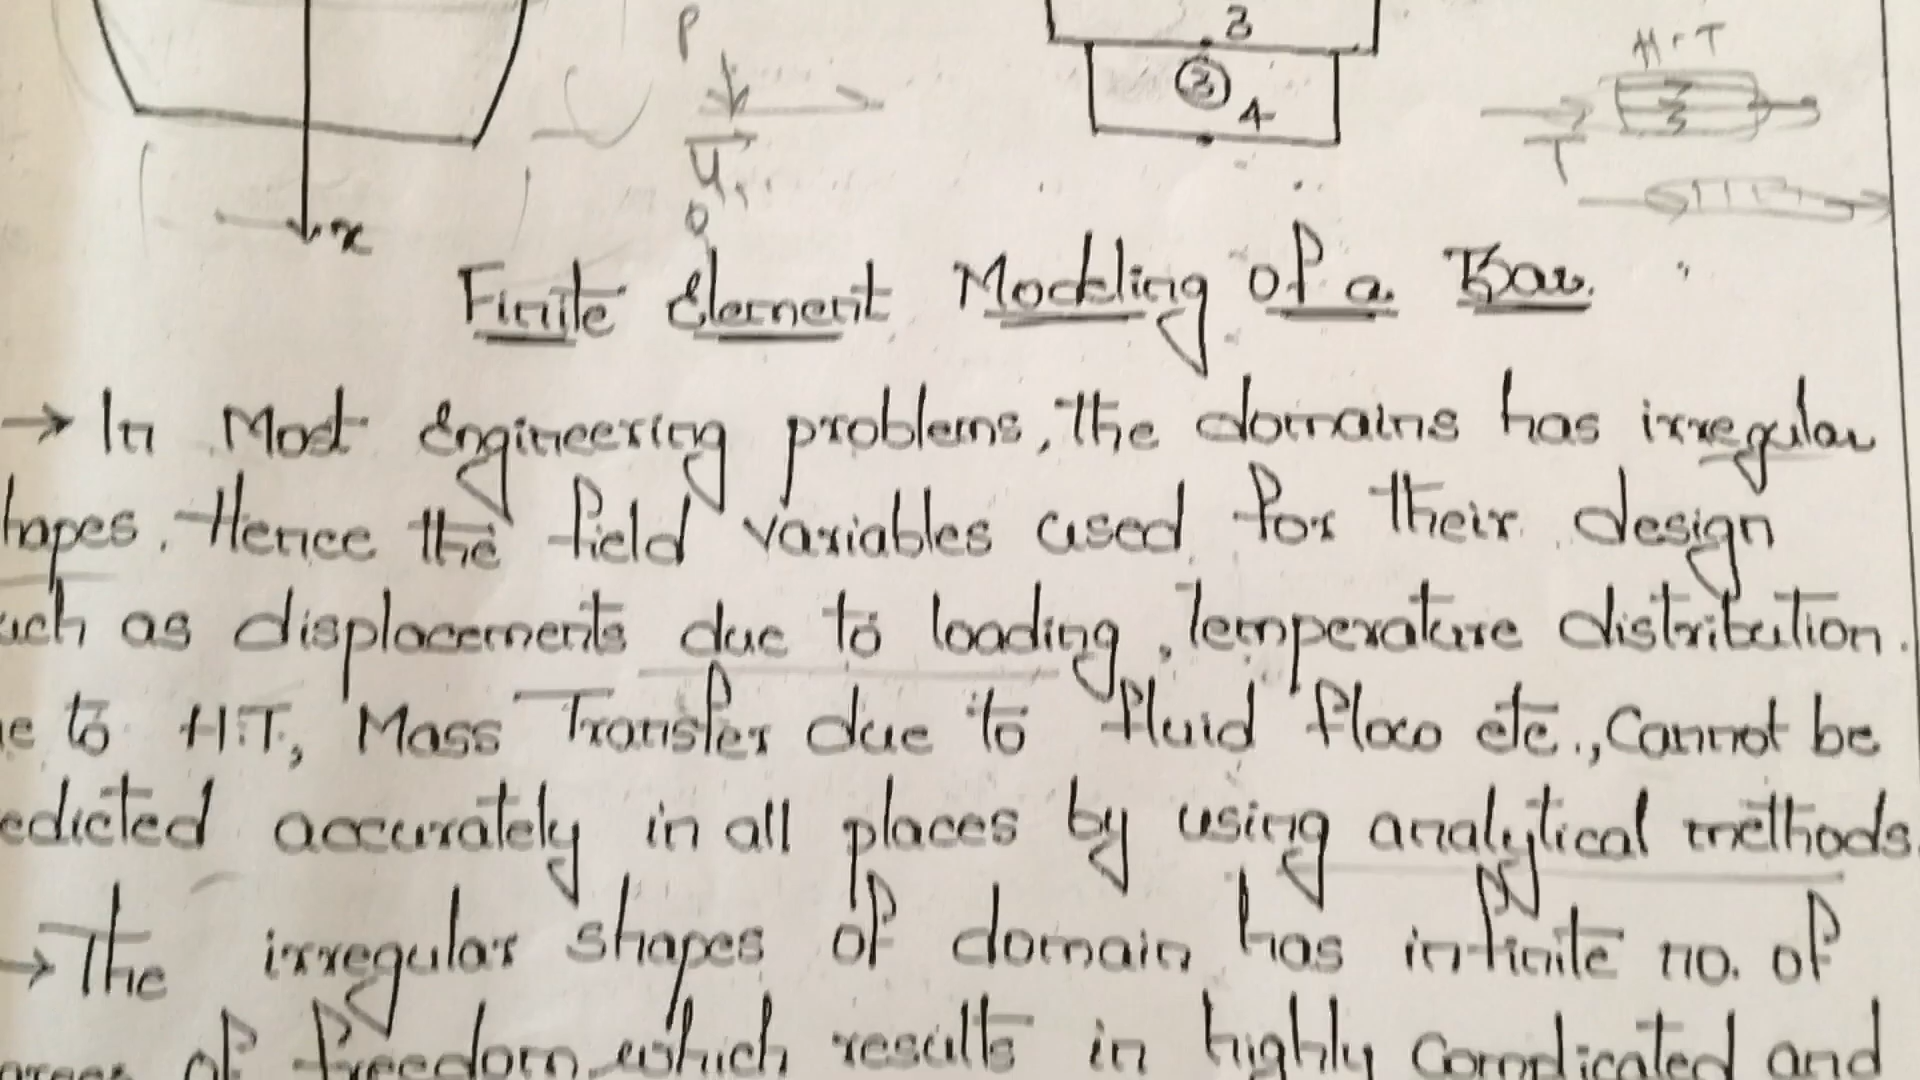 P
3
3
4
H.T
T
x
Finite Element Modeling of a Bar.
→ In Most Engineering problems, the domains has irregular
hapes. Hence the field variables used for their design
uch as displacements due to loading, Temperature distribution.
e to H.T, Mass Transfer due to fluid flow etc., Cannot be
edicted accurately in all places by using analytical methods.
→ The irregular shapes of domain has infinite no. of
of freedom which results in highly Complicated and